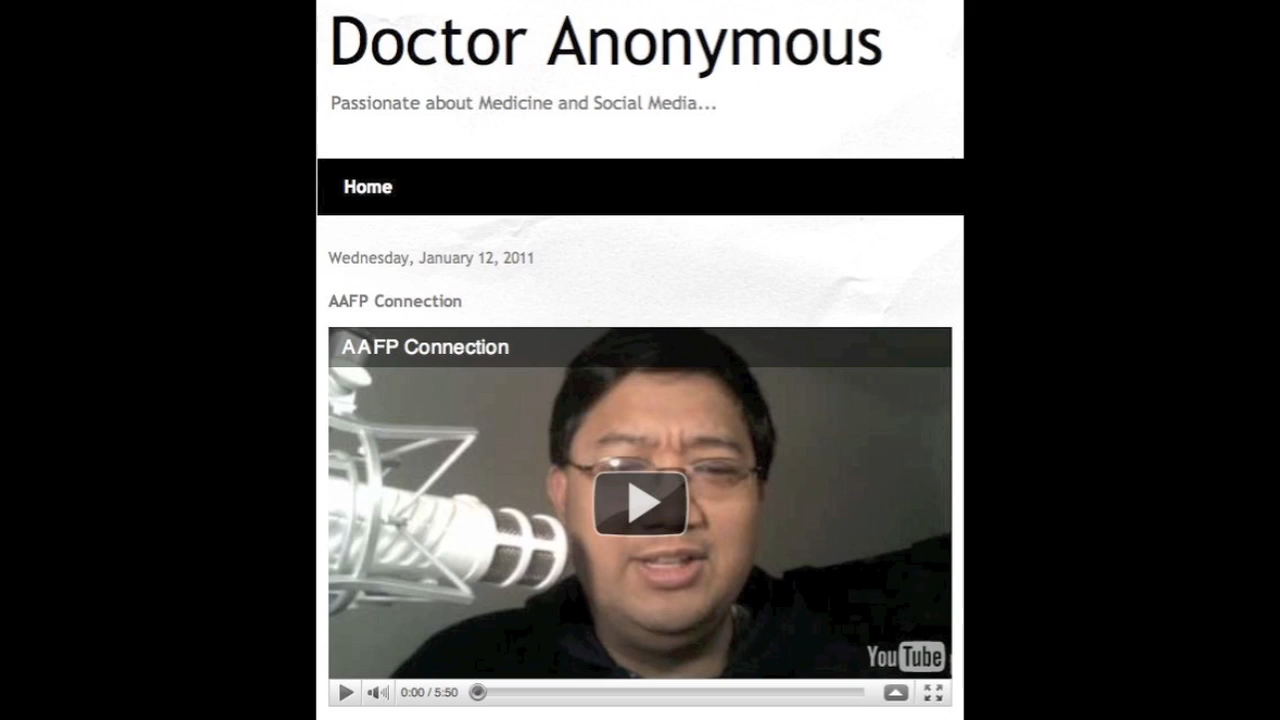 Doctor Anonymous
Passionate about Medicine and Social Media...
Home
Wednesday, January 12, 2011
AAFP Connection
AAFP Connection
YouTube
0:00 / 5:50